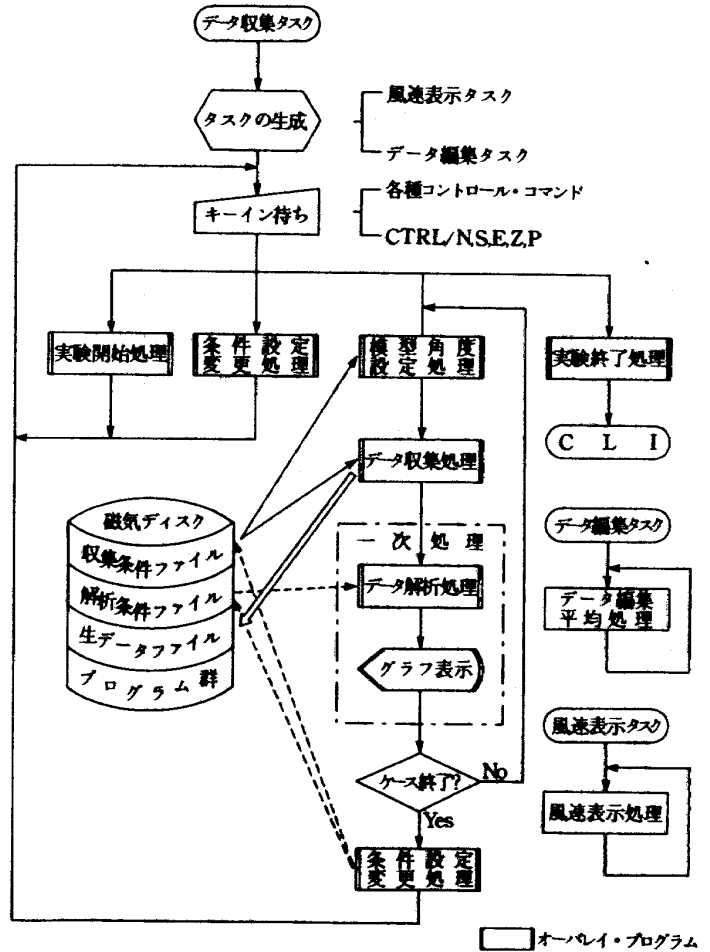 データ収集タスク
タスクの生成
風速表示タスク
データ編集タスク
キーイン待ち
各種コントロール・コマンド
CTRL/N,S,E,Z,P
実験開始処理
条件設定
変更処理
模型角度
設定処理
実験終了処理
CLI
データ収集処理
磁気ディスク
収集条件ファイル
解析条件ファイル
生データファイル
プログラム群
一次処理
データ解析処理
グラフ表示
データ編集タスク
データ編集
平均処理
風速表示タスク
風速表示処理
ケース終了?
No
Yes
条件設定
変更処理
オーバレイ・プログラム